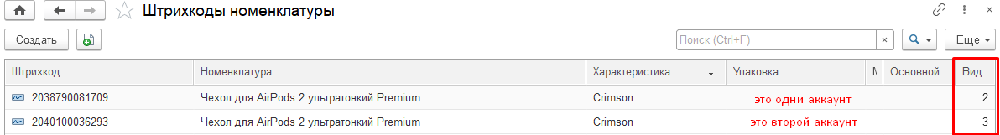 Штрихкоды номенклатуры
Создать Поиск (Ctrl+F) × Еще
Штрихкод Номенклатура Характеристика ↓ Упаковка Основной Вид
2038790081709 Чехол для AirPods 2 ультратонкий Premium Crimson это одни аккаунт 2
2040100036293 Чехол для AirPods 2 ультратонкий Premium Crimson это второй аккаунт 3